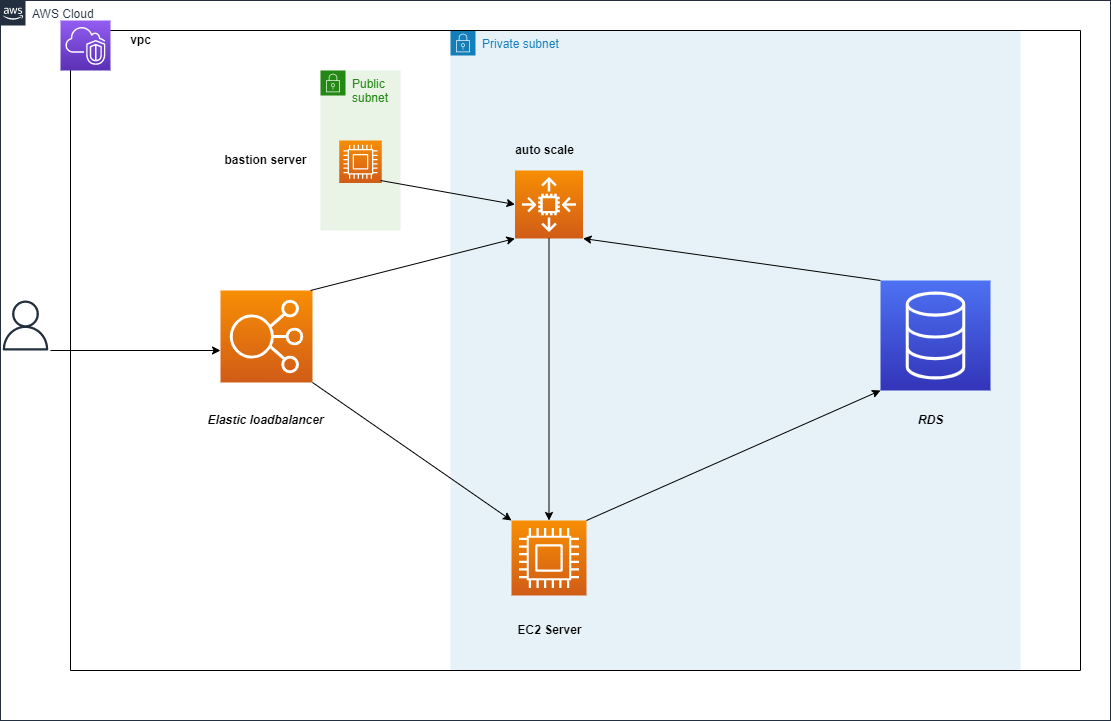 aws
AWS Cloud
vpc
Private subnet
Public
subnet
bastion server
auto scale
Elastic loadbalancer
RDS
EC2 Server